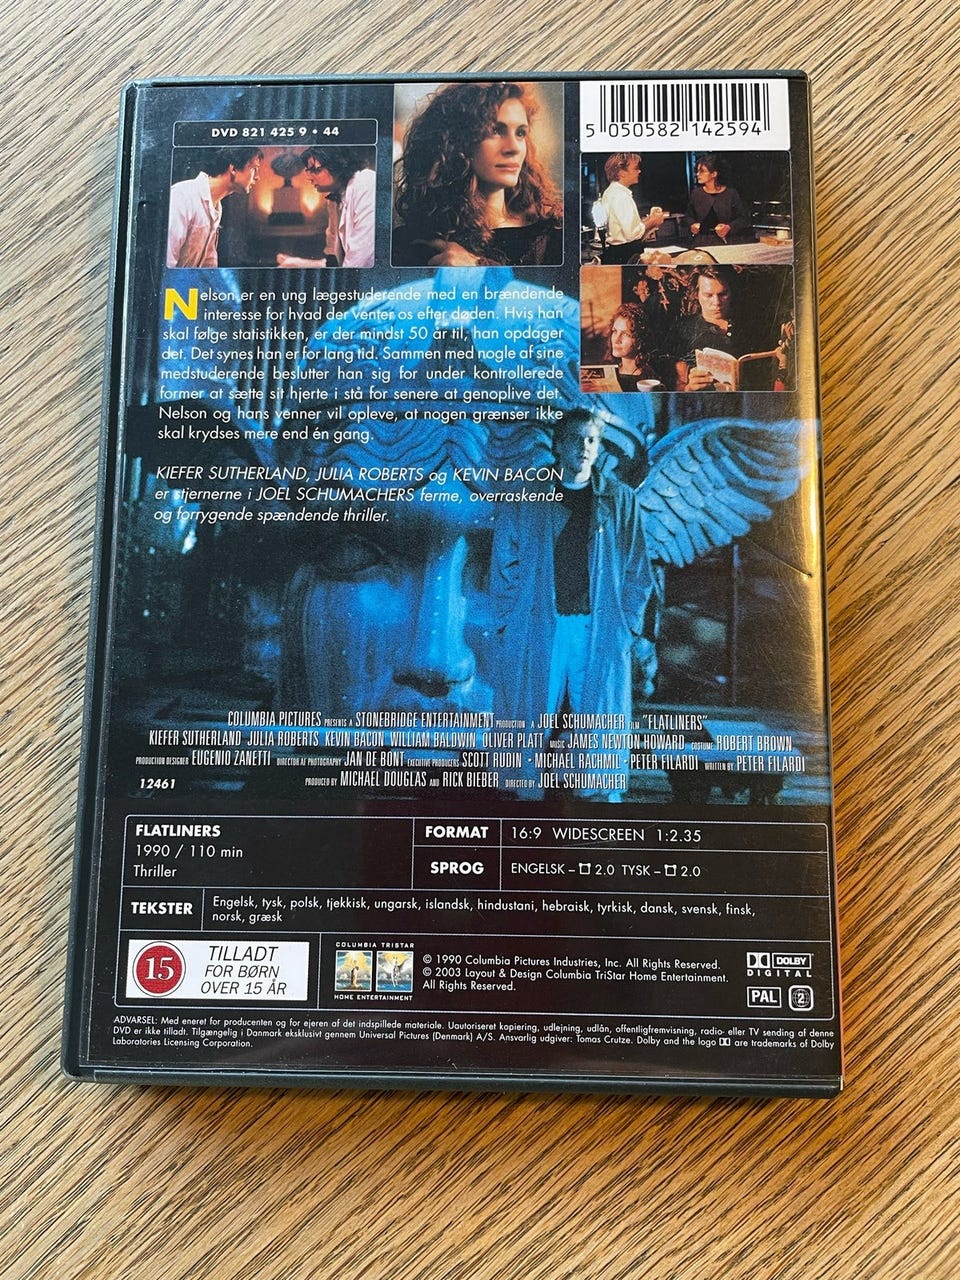 DVD 821 425 9 • 44
5 050582 142594
Nelson er en ung lægestuderende med en brændende
interesse for hvad der venter os efter døden. Hvis han
skal følge statistikken, er der mindst 50 år til, han opdager
det. Det synes han er for lang tid. Sammen med nogle af sine
medstuderende beslutter han sig for under kontrollerede
former at sætte sit hjerte i stå for senere at genoplive det.
Nelson og hans venner vil opleve, at nogen grænser ikke
skal krydses mere end én gang.
KIEFER SUTHERLAND, JULIA ROBERTS og KEVIN BACON
er stjernerne i JOEL SCHUMACHERS ferme, overraskende
og forrygende spændende thriller.
COLUMBIA PICTURES PRESENTS A STONEBRIDGE ENTERTAINMENT PRODUCTION A JOEL SCHUMACHER FILM "FLATLINERS"
KIEFER SUTHERLAND JULIA ROBERTS KEVIN BACON WILLIAM BALDWIN OLIVER PLATT MUSIC JAMES NEWTON HOWARD COSTUME ROBERT BROWN
PRODUCTION DESIGNER EUGENIO ZANETTI DIRECTOR OF PHOTOGRAPHY JAN DE BONT EXECUTIVE PRODUCERS SCOTT RUDIN • MICHAEL RACHMIL • PETER FILARDI WRITTEN BY PETER FILARDI
PRODUCED BY MICHAEL DOUGLAS AND RICK BIEBER DIRECTED BY JOEL SCHUMACHER
12461
FLATLINERS
1990 / 110 min
Thriller
FORMAT 16:9 WIDESCREEN 1:2.35
SPROG ENGELSK – 2.0 TYSK – 2.0
TEKSTER Engelsk, tysk, polsk, tjekkisk, ungarsk, islandsk, hindustani, hebraisk, tyrkisk, dansk, svensk, finsk,
norsk, græsk
15 TILLADT
FOR BØRN
OVER 15 ÅR
COLUMBIA TRISTAR
HOME ENTERTAINMENT
© 1990 Columbia Pictures Industries, Inc. All Rights Reserved.
© 2003 Layout & Design Columbia TriStar Home Entertainment.
All Rights Reserved.
DOLBY
DIGITAL
PAL 2
ADVARSEL: Med eneret for producenten og for ejeren af det indspillede materiale. Uautoriseret kopiering, udlejning, udlån, offentligfremvisning, radio- eller TV sending af denne
DVD er ikke tilladt. Tilgængelig i Danmark eksklusivt gennem Universal Pictures (Denmark) A/S. Ansvarlig udgiver: Tomas Crutze. Dolby and the logo are trademarks of Dolby
Laboratories Licensing Corporation.